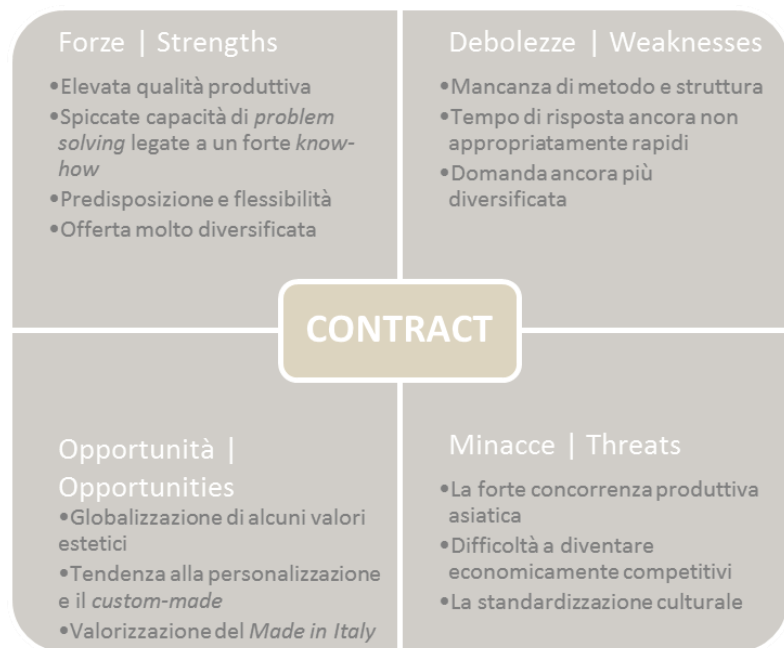 Forze | Strengths
•Elevata qualità produttiva
•Spiccate capacità di problem
solving legate a un forte know-
how
•Predisposizione e flessibilità
•Offerta molto diversificata
Debolezze | Weaknesses
•Mancanza di metodo e struttura
•Tempo di risposta ancora non
appropriatamente rapidi
•Domanda ancora più
diversificata
CONTRACT
Opportunità |
Opportunities
•Globalizzazione di alcuni valori
estetici
•Tendenza alla personalizzazione
e il custom-made
•Valorizzazione del Made in Italy
Minacce | Threats
•La forte concorrenza produttiva
asiatica
•Difficoltà a diventare
economicamente competitivi
•La standardizzazione culturale